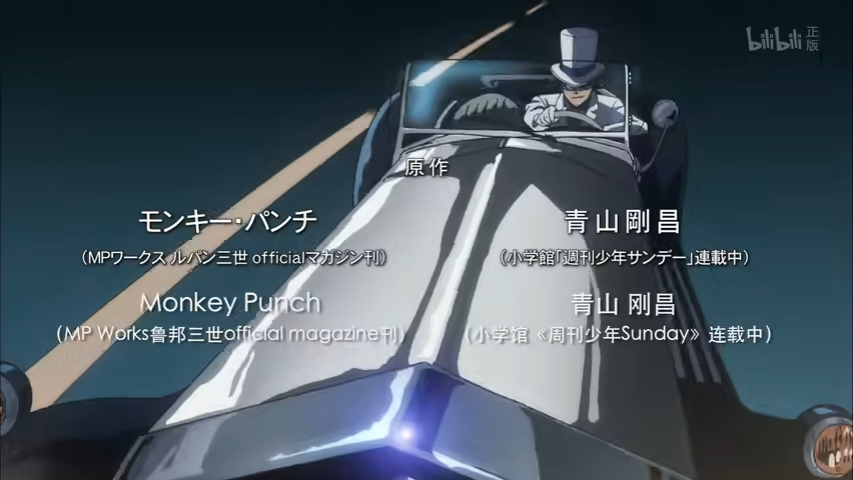 bilibili 正版
原作
モンキー・パンチ
青山剛昌
(MPワークス ルパン三世 officialマガジン刊)
(小学館「週刊少年サンデー」連載中)
Monkey Punch
青山 剛昌
(MP Works鲁邦三世official magazine刊)
(小学馆《周刊少年Sunday》连载中)